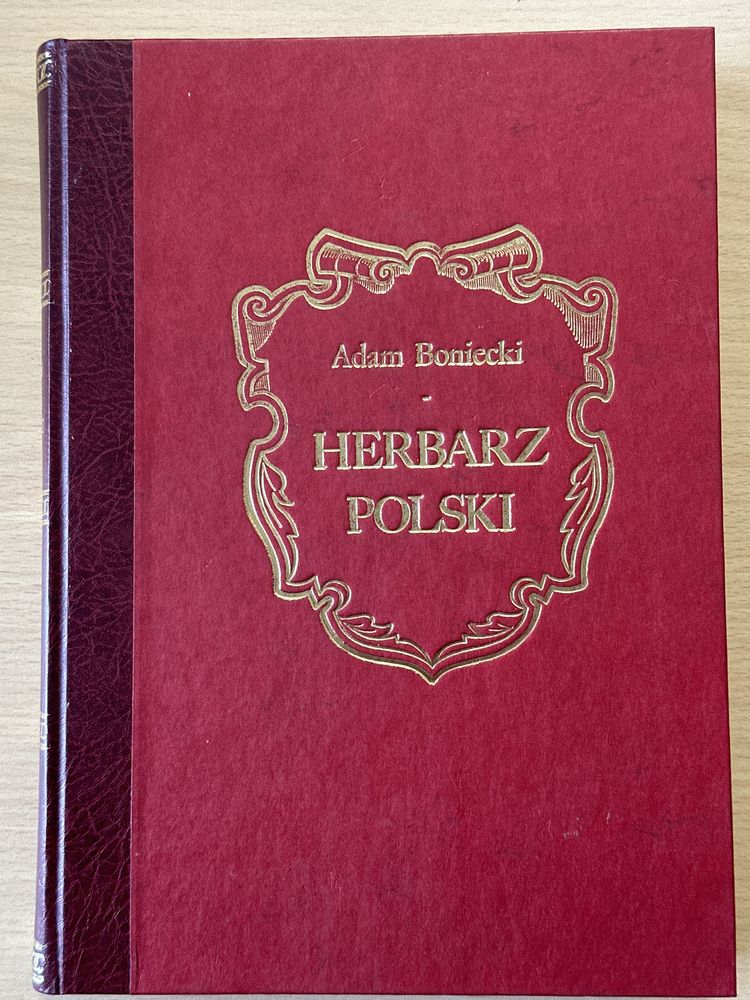 Adam Boniecki
-
HERBARZ
POLSKI